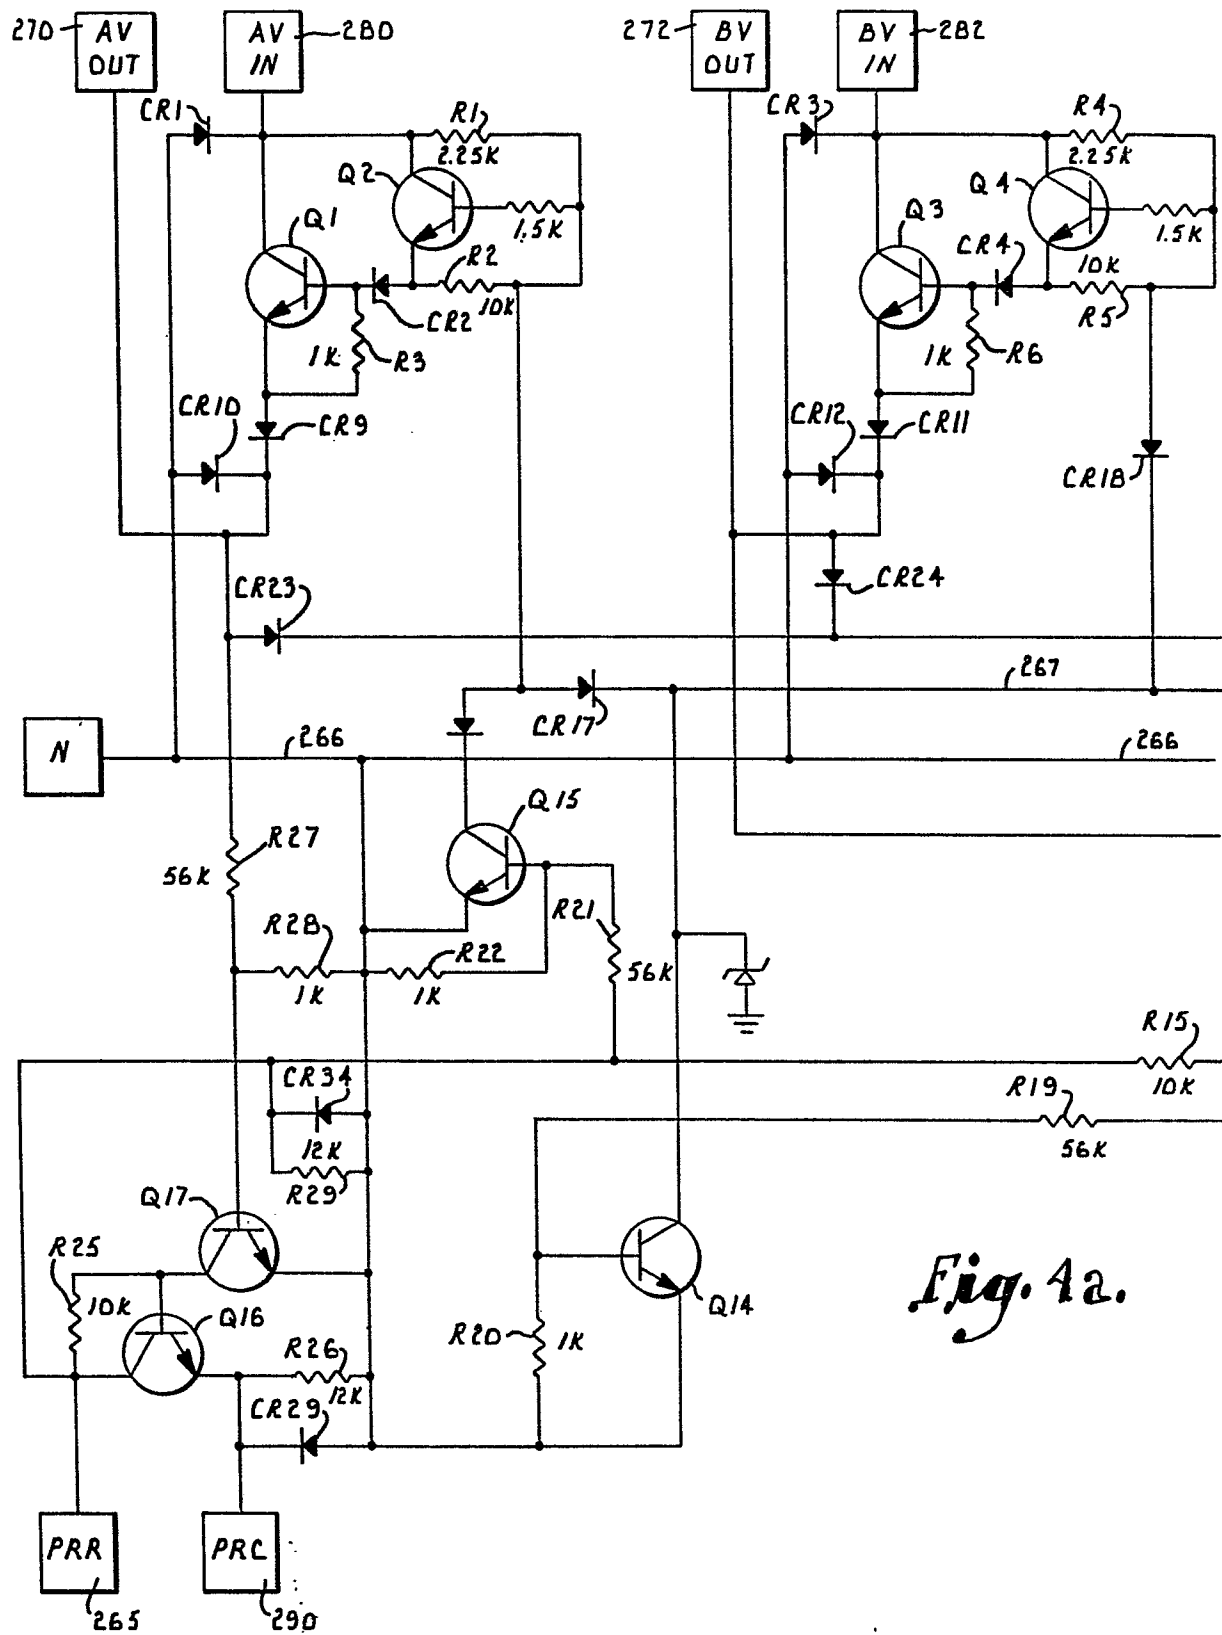 270 AV OUT
AV IN 280
272 BV OUT
BV IN 282
CR1
R1
2.25K
Q2
1.5K
Q1
R2
10K
CR2
1K
R3
CR10
CR9
CR3
R4
2.25K
Q4
1.5K
Q3
CR4
10K
R5
1K
R6
CR12
CR11
CR18
CR23
CR24
267
CR17
N
266
266
Q15
R27
56K
R21
R28
R22
1K
1K
56K
R15
10K
CR34
R19
56K
12K
R29
Q17
R25
10K
Q16
R26
12K
R20
1K
Q14
CR29
Fig. 4a.
PRR
PRC
265
290